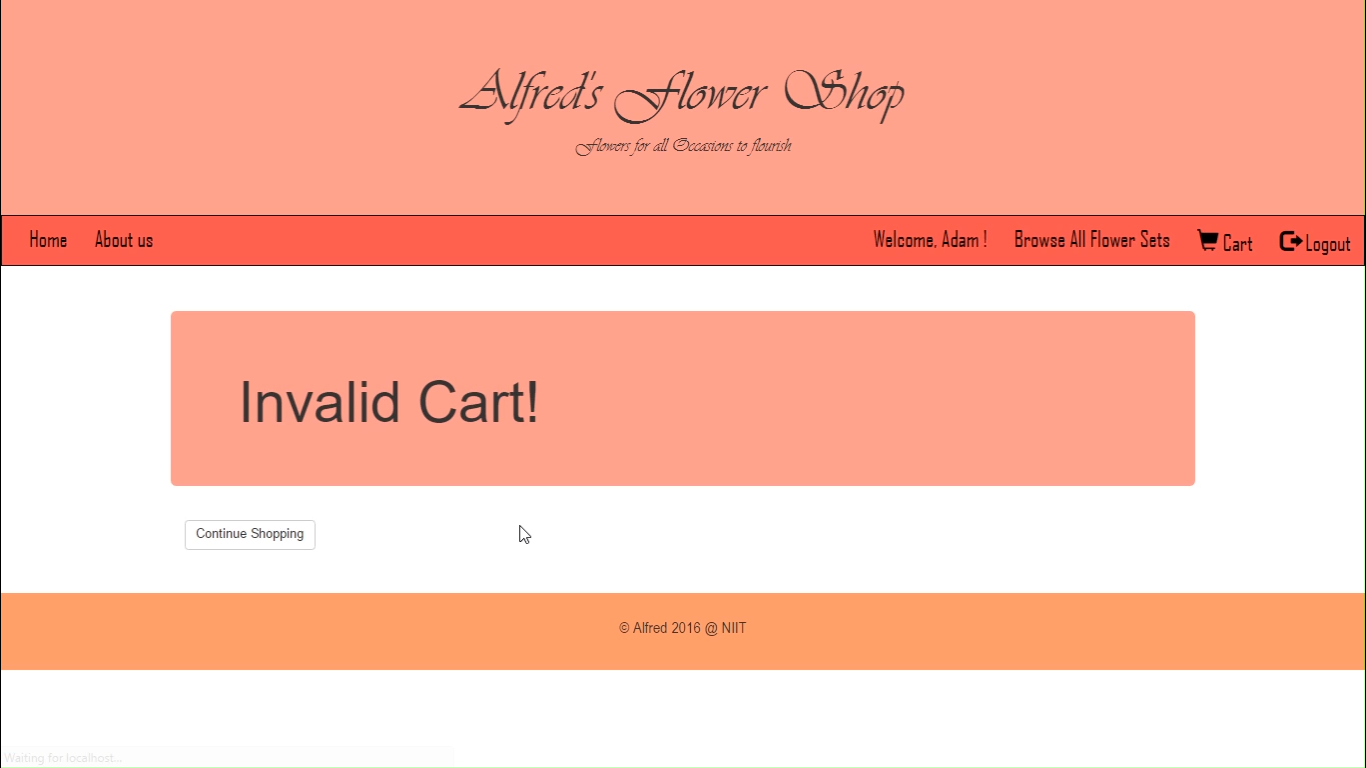 Alfred's Flower Shop
Flowers for all Occasions to flourish
Home About us Welcome, Adam ! Browse All Flower Sets Cart Logout
Invalid Cart!
Continue Shopping
© Alfred 2016 @ NIIT
Waiting for localhost...